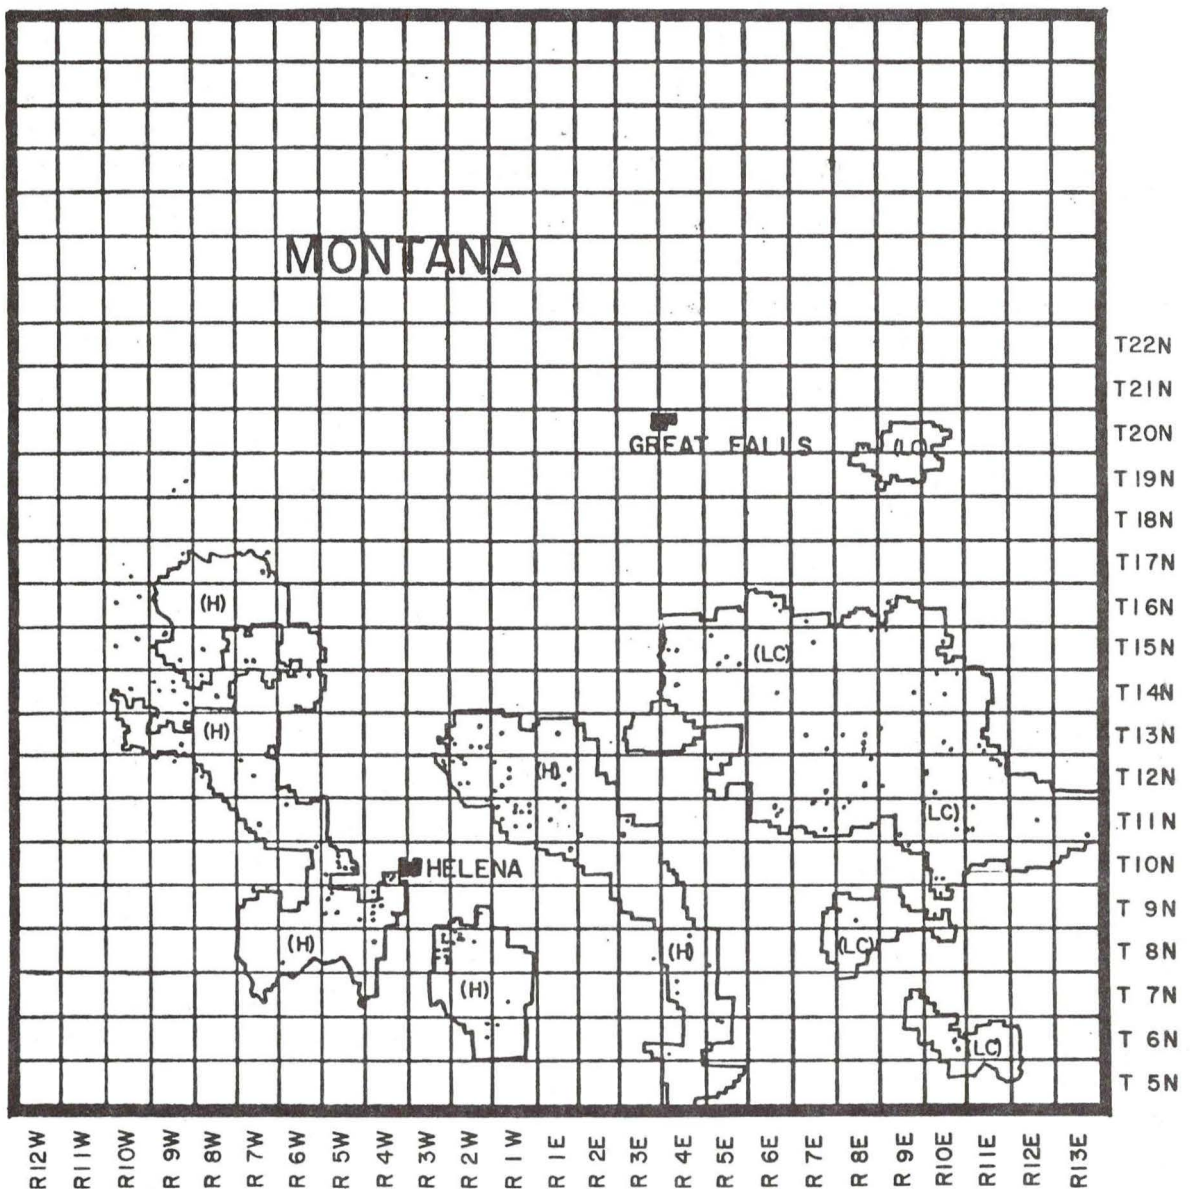 MONTANA
T22N
T21N
GREAT FALLS
T20N
(LC)
T19N
T18N
T17N
(H)
T16N
(LC)
T15N
T14N
(H)
T13N
(H)
T12N
(LC)
T11N
HELENA
T10N
T 9N
(H)
(H)
(LC)
T 8N
(H)
T 7N
(LC)
T 6N
T 5N
R12W
R11W
R10W
R 9W
R 8W
R 7W
R 6W
R 5W
R 4W
R 3W
R 2W
R 1W
R 1E
R 2E
R 3E
R 4E
R 5E
R 6E
R 7E
R 8E
R 9E
R10E
R11E
R12E
R13E